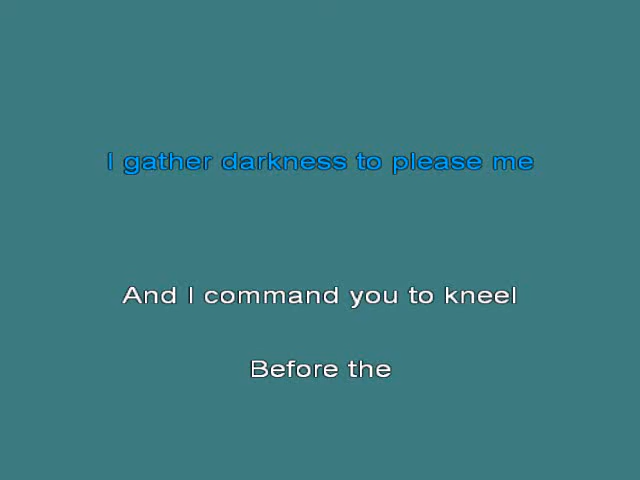 I gather darkness to please me
And I command you to kneel
Before the